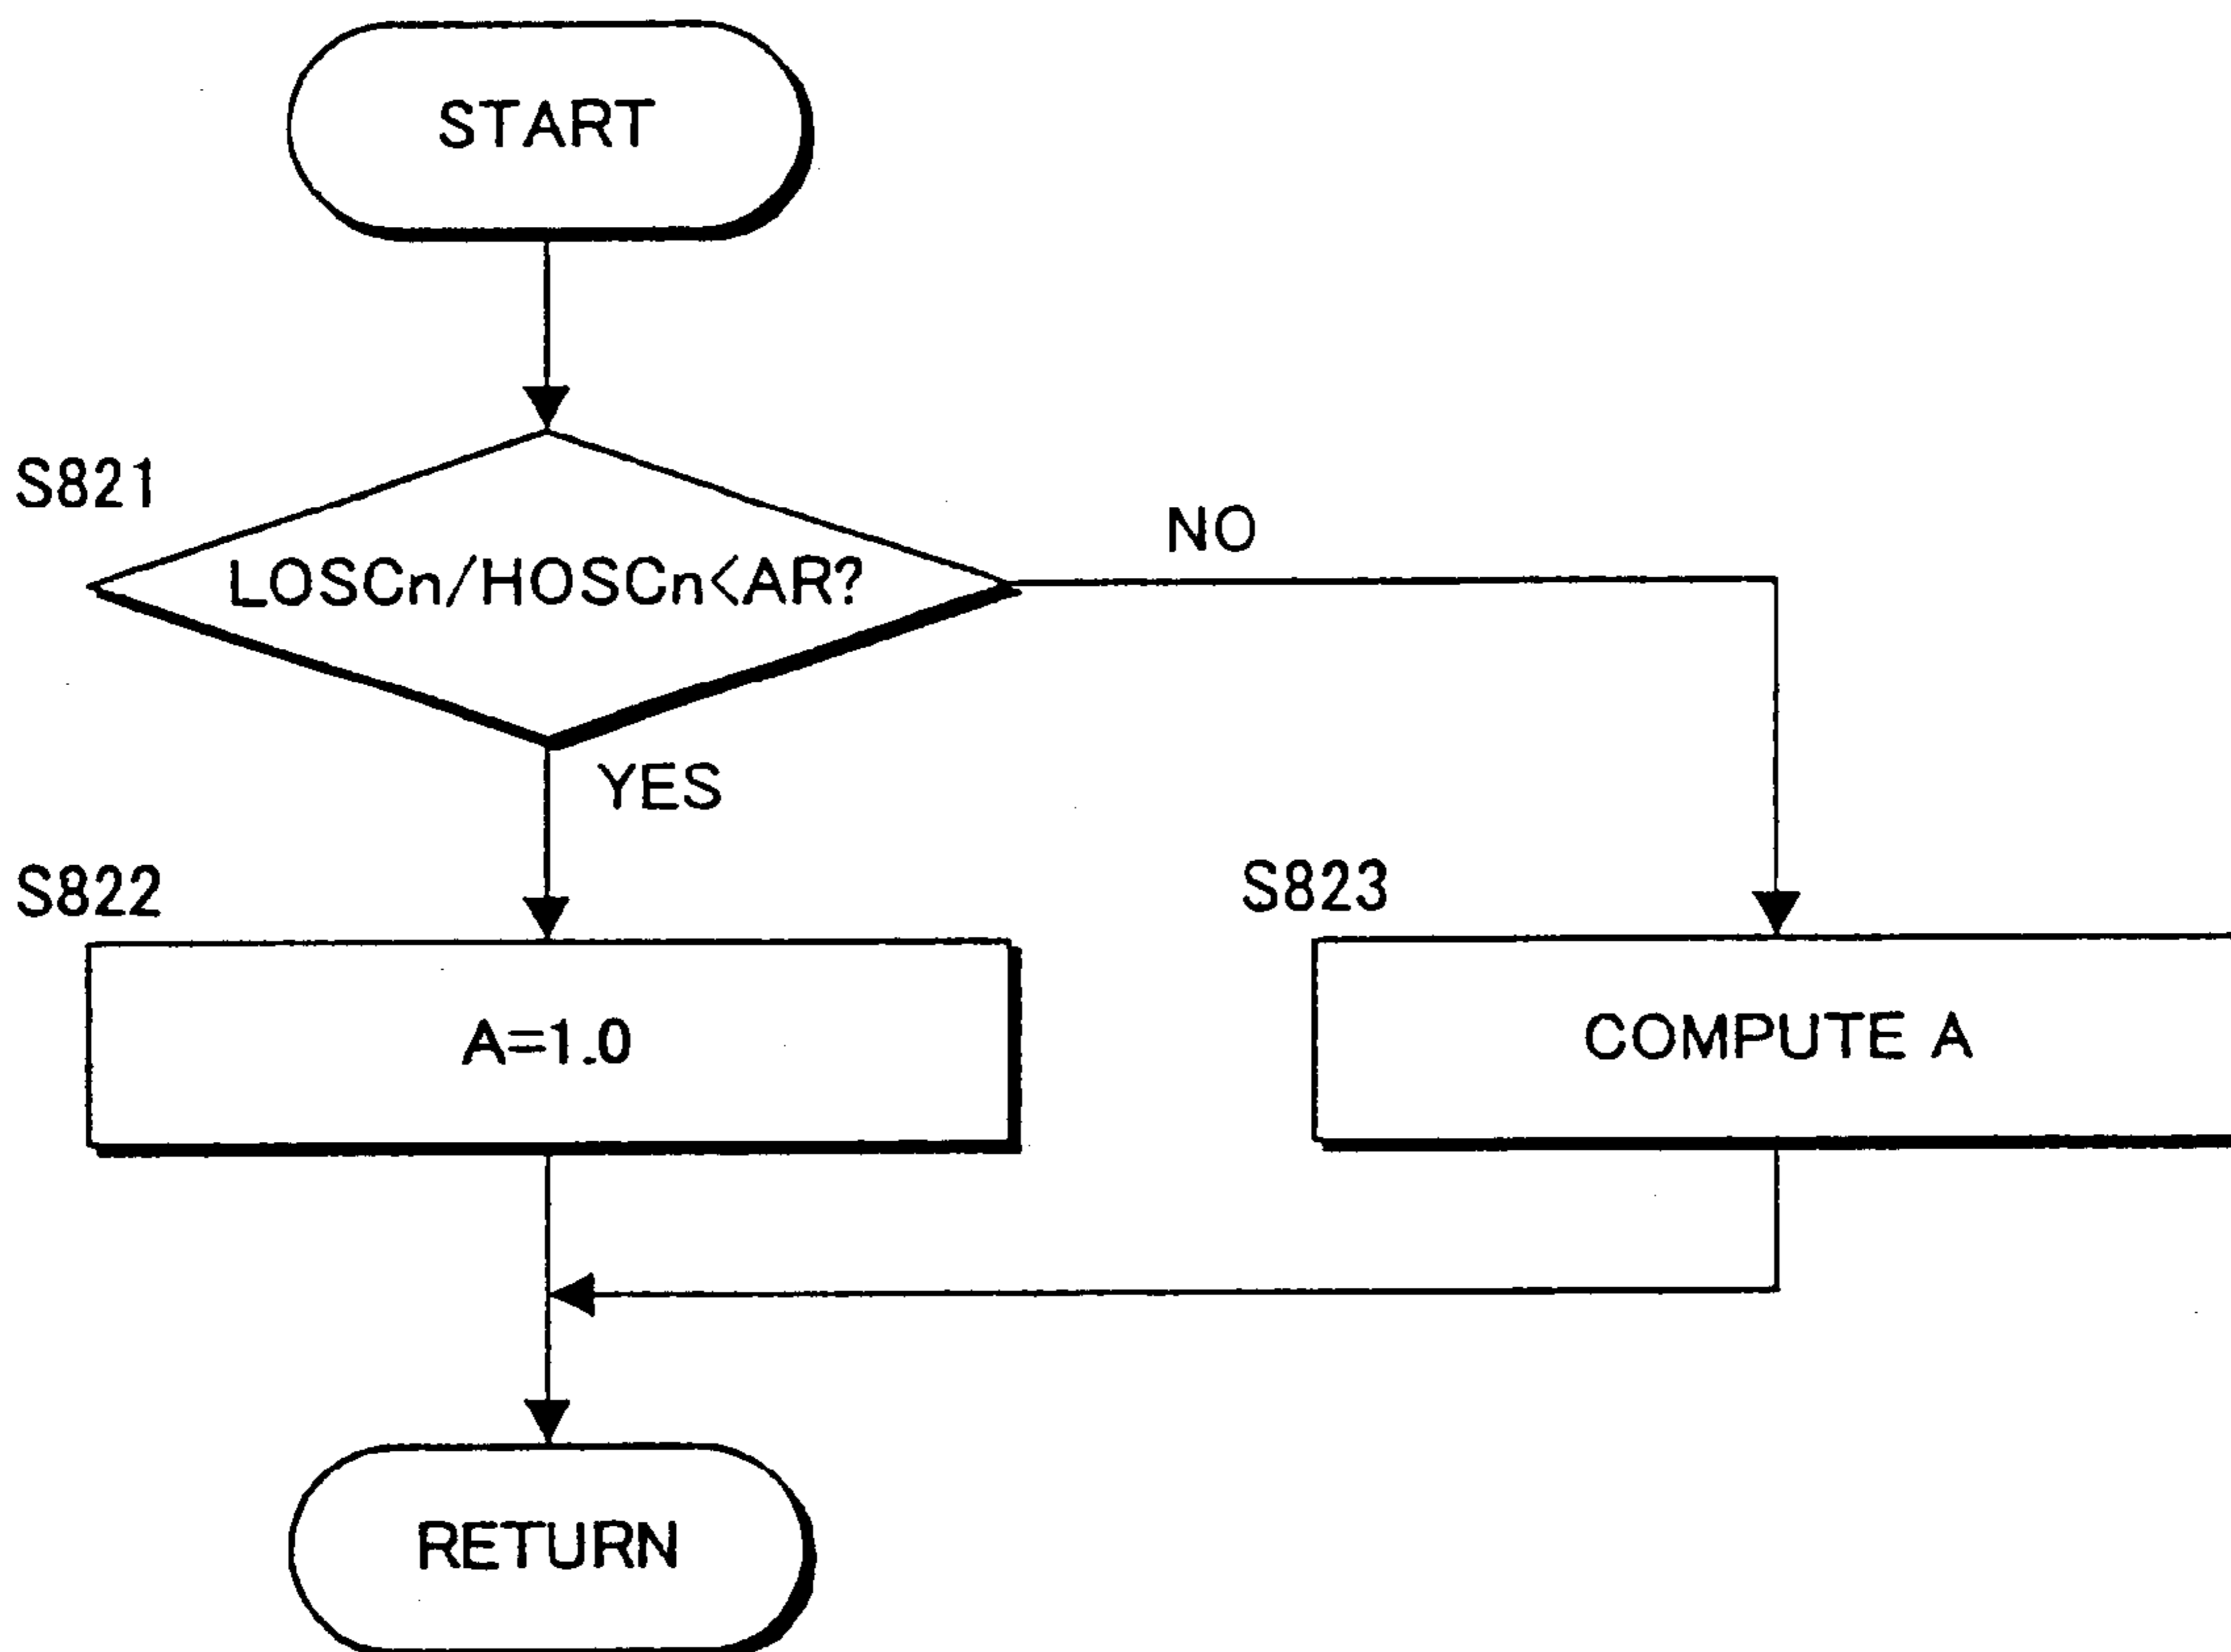 START
S821
LOSCn/HOSCn<AR?
NO
YES
S822
S823
A=1.0
COMPUTE A
RETURN